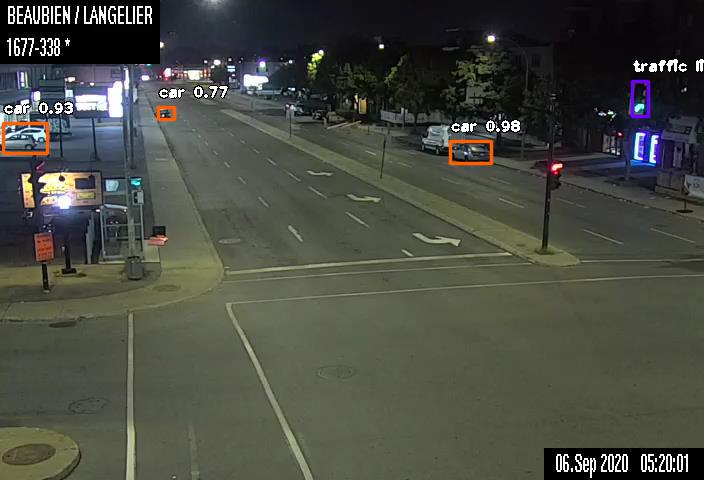 BEAUBIEN / LANGELIER
1677-338 *
car 0.77
traffic
car 0.93
car 0.98
06.Sep 2020 05:20:01